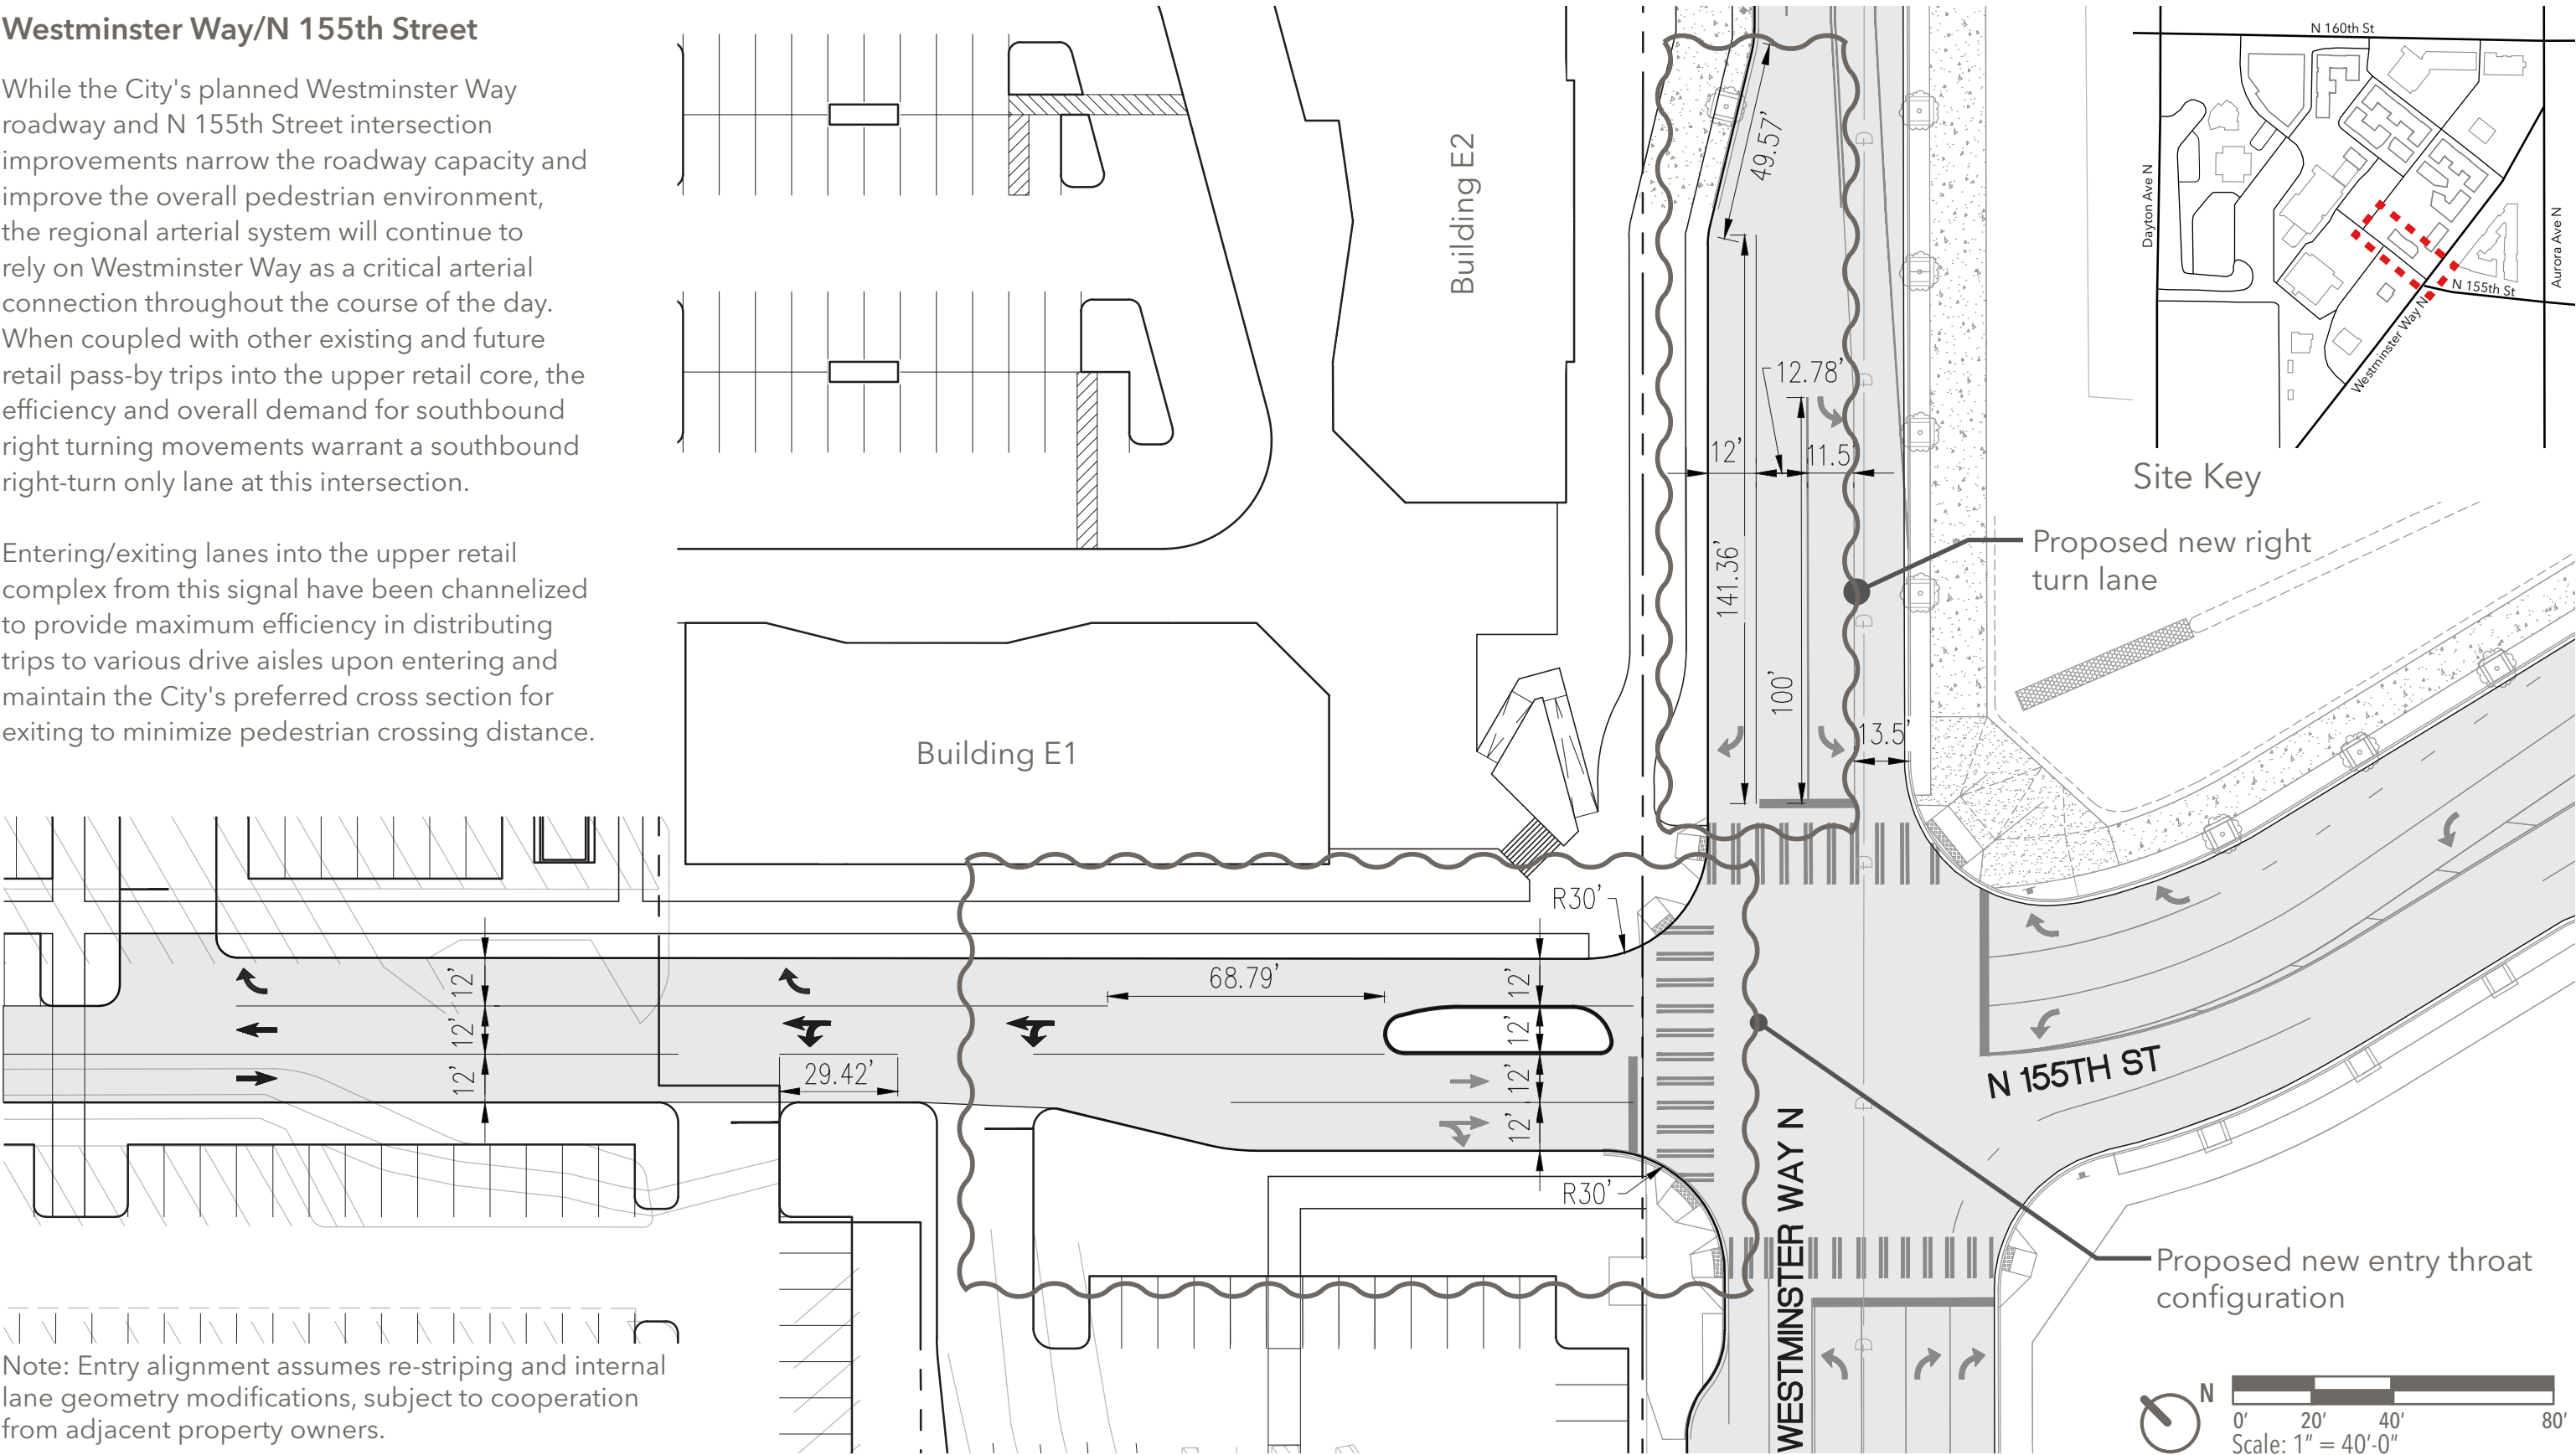 Westminster Way/N 155th Street
While the City's planned Westminster Way
roadway and N 155th Street intersection
improvements narrow the roadway capacity and
improve the overall pedestrian environment,
the regional arterial system will continue to
rely on Westminster Way as a critical arterial
connection throughout the course of the day.
When coupled with other existing and future
retail pass-by trips into the upper retail core, the
efficiency and overall demand for southbound
right turning movements warrant a southbound
right-turn only lane at this intersection.
Entering/exiting lanes into the upper retail
complex from this signal have been channelized
to provide maximum efficiency in distributing
trips to various drive aisles upon entering and
maintain the City's preferred cross section for
exiting to minimize pedestrian crossing distance.
Building E2
Building E1
49.57'
12.78'
12'
11.5'
141.36'
100'
13.5'
D
D
D
D
D
D
D
N 160th St
Dayton Ave N
Aurora Ave N
N 155th St
Westminster Way N
Site Key
Proposed new right
turn lane
R30'
68.79'
12'
12'
12'
12'
12'
12'
12'
29.42'
R30'
N 155TH ST
WESTMINSTER WAY N
Proposed new entry throat
configuration
Note: Entry alignment assumes re-striping and internal
lane geometry modifications, subject to cooperation
from adjacent property owners.
N
0' 20' 40' 80'
Scale: 1" = 40'-0"